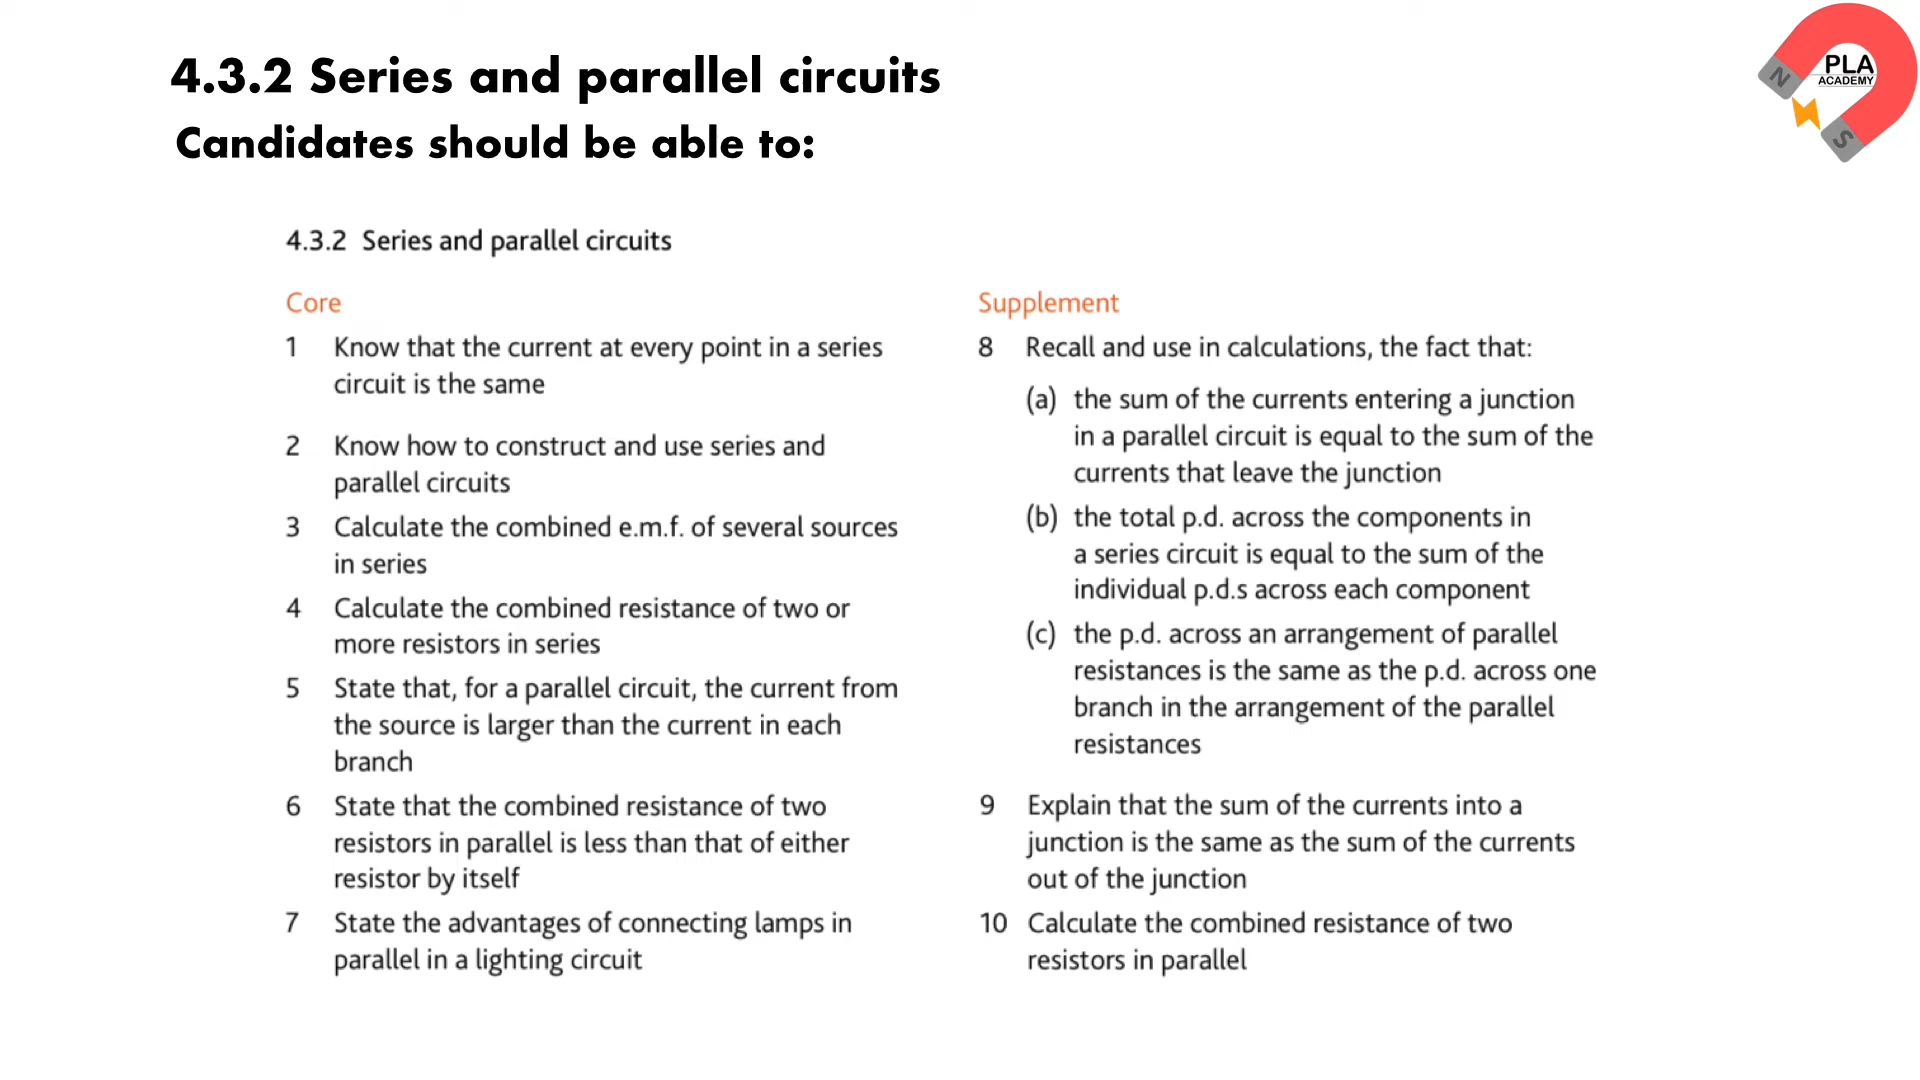 4.3.2 Series and parallel circuits
Candidates should be able to:
PLA
ACADEMY
N
S
4.3.2 Series and parallel circuits
Core
1 Know that the current at every point in a series
circuit is the same
2 Know how to construct and use series and
parallel circuits
3 Calculate the combined e.m.f. of several sources
in series
4 Calculate the combined resistance of two or
more resistors in series
5 State that, for a parallel circuit, the current from
the source is larger than the current in each
branch
6 State that the combined resistance of two
resistors in parallel is less than that of either
resistor by itself
7 State the advantages of connecting lamps in
parallel in a lighting circuit
Supplement
8 Recall and use in calculations, the fact that:
(a) the sum of the currents entering a junction
in a parallel circuit is equal to the sum of the
currents that leave the junction
(b) the total p.d. across the components in
a series circuit is equal to the sum of the
individual p.d.s across each component
(c) the p.d. across an arrangement of parallel
resistances is the same as the p.d. across one
branch in the arrangement of the parallel
resistances
9 Explain that the sum of the currents into a
junction is the same as the sum of the currents
out of the junction
10 Calculate the combined resistance of two
resistors in parallel